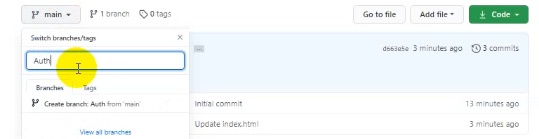 main 1 branch 0 tags Go to file Add file Code
Switch branches/tags
Auth
d663e5e 3 minutes ago 3 commits
Branches Tags
Create branch: Auth from 'main'
Initial commit 13 minutes ago
Update index.html 3 minutes ago
View all branches